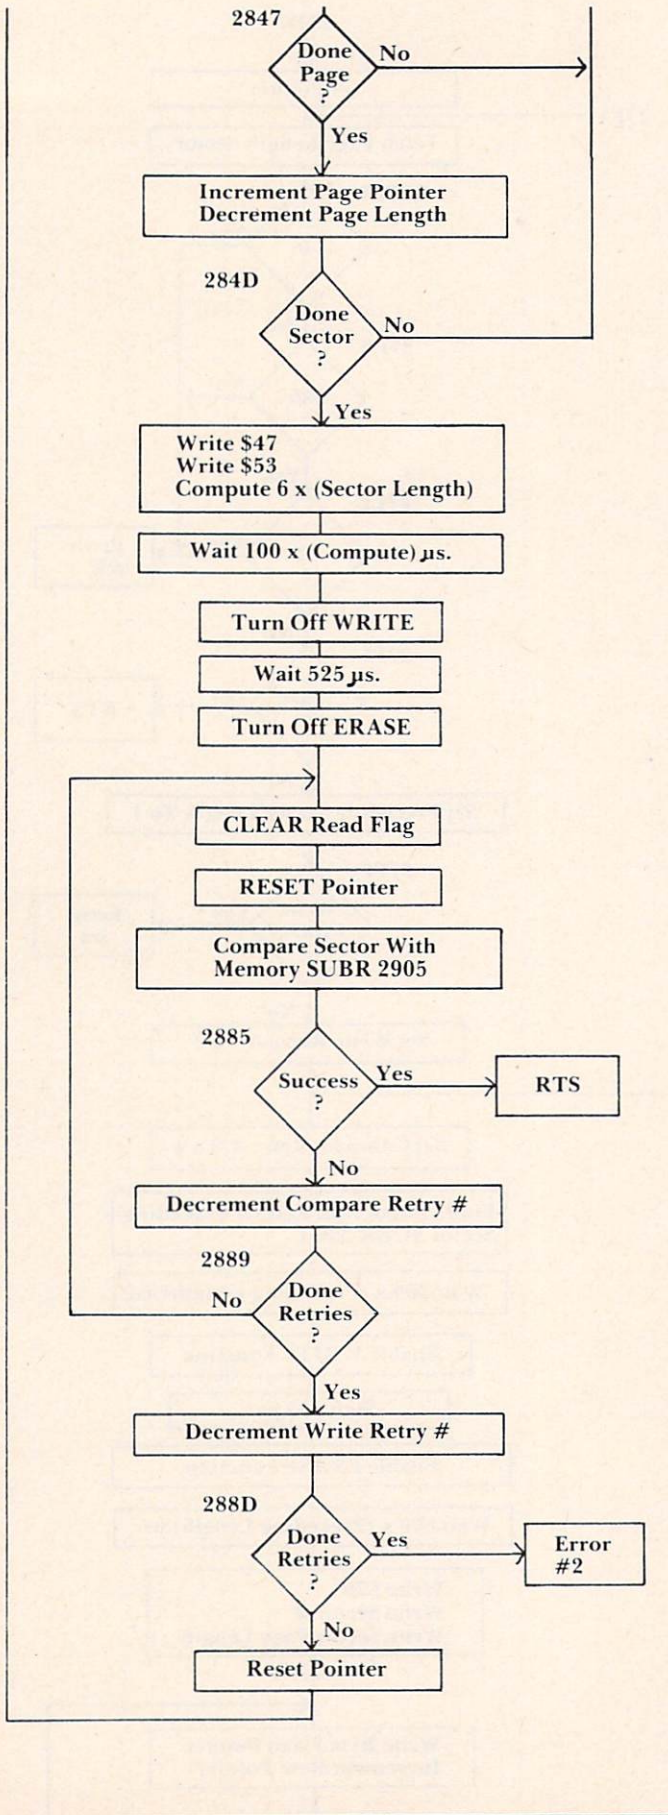 2847
Done
Page
?
No
Yes
Increment Page Pointer
Decrement Page Length
284D
Done
Sector
?
No
Yes
Write $47
Write $53
Compute 6 x (Sector Length)
Wait 100 x (Compute) µs.
Turn Off WRITE
Wait 525 µs.
Turn Off ERASE
CLEAR Read Flag
RESET Pointer
Compare Sector With
Memory SUBR 2905
2885
Success
?
Yes
RTS
No
Decrement Compare Retry #
2889
Done
Retries
?
No
Yes
Decrement Write Retry #
288D
Done
Retries
?
Yes
Error
#2
No
Reset Pointer